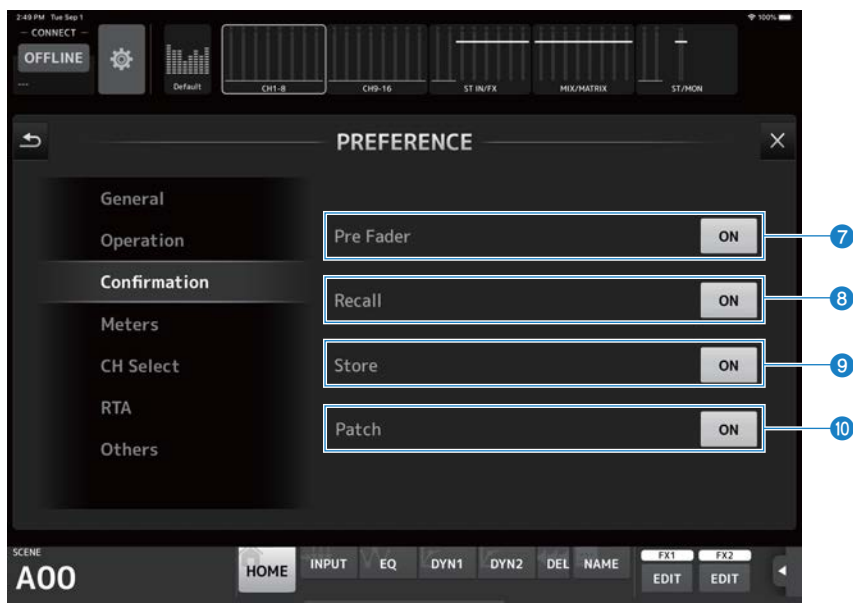 2:49 PM Tue Sep 1
100%
CONNECT
OFFLINE
---
Default
CH1-8
CH9-16
ST IN/FX
MIX/MATRIX
ST/MON
PREFERENCE
General
Operation
Confirmation
Meters
CH Select
RTA
Others
Pre Fader ON 7
Recall ON 8
Store ON 9
Patch ON 10
SCENE
A00
HOME INPUT EQ DYN1 DYN2 DEL NAME
FX1 FX2
EDIT EDIT